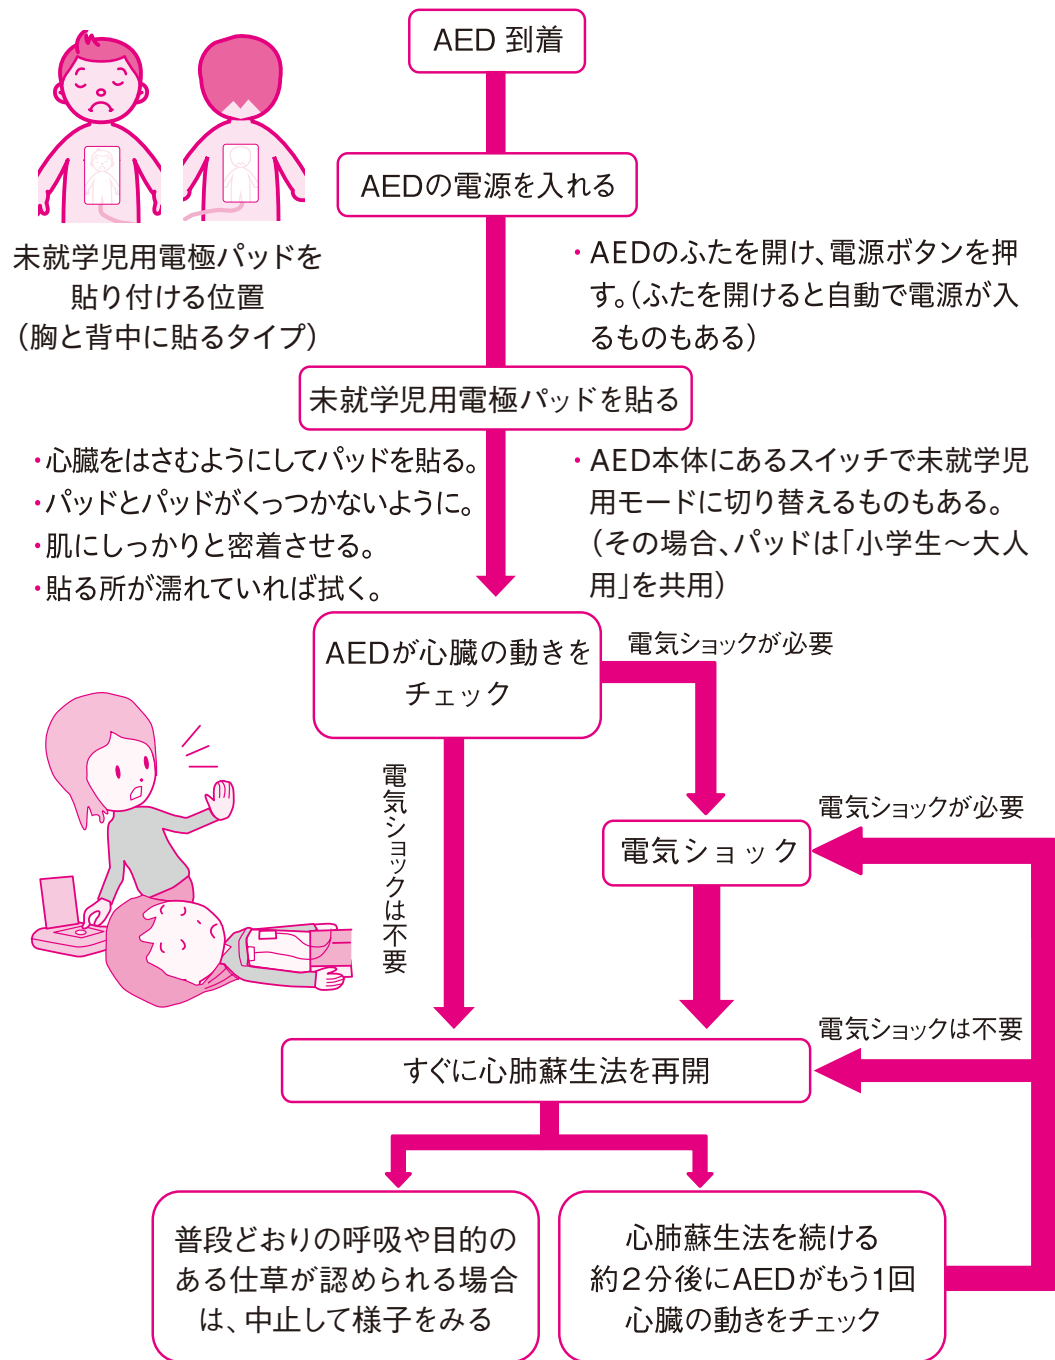 AED 到着
AEDの電源を入れる
未就学児用電極パッドを
貼り付ける位置
（胸と背中に貼るタイプ）
・AEDのふたを開け、電源ボタンを押
す。（ふたを開けると自動で電源が入
るものもある）
未就学児用電極パッドを貼る
・心臓をはさむようにしてパッドを貼る。
・パッドとパッドがくっつかないように。
・肌にしっかりと密着させる。
・貼る所が濡れていれば拭く。
・AED本体にあるスイッチで未就学児
用モードに切り替えるものもある。
（その場合、パッドは「小学生～大人
用」を共用）
AEDが心臓の動きを
チェック
電気ショックが必要
電気ショックは不要
電気ショック
電気ショックが必要
電気ショックは不要
すぐに心肺蘇生法を再開
普段どおりの呼吸や目的の
ある仕草が認められる場合
は、中止して様子をみる
心肺蘇生法を続ける
約2分後にAEDがもう1回
心臓の動きをチェック